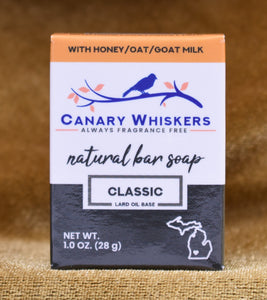 WITH HONEY/OAT/GOAT MILK
CANARY WHISKERS
ALWAYS FRAGRANCE FREE
natural bar soap
CLASSIC
LARD OIL BASE
NET WT.
1.0 OZ. (28 g)